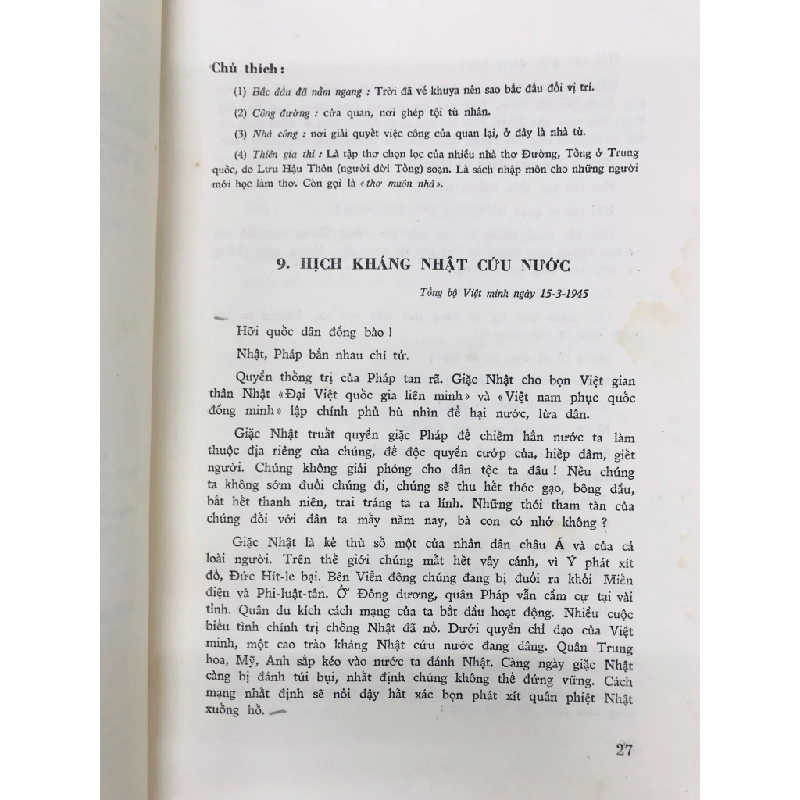 Chú thích :
(1) Bắc đẩu đã nằm ngang : Trời đã về khuya nên sao bắc đẩu đổi vị trí.
(2) Công đường : cửa quan, nơi ghép tội tù nhân.
(3) Nhà công : nơi giải quyết việc công của quan lại, ở đây là nhà tù.
(4) Thiên gia thi : Là tập thơ chọn lọc của nhiều nhà thơ Đường, Tống ở Trung
quốc, do Lưu Hậu Thôn (người đời Tống) soạn. Là sách nhập môn cho những người
mới học làm thơ. Còn gọi là «thơ muôn nhà».
9. HỊCH KHÁNG NHẬT CỨU NƯỚC
Tổng bộ Việt minh ngày 15-3-1945
Hỡi quốc dân đồng bào !
Nhật, Pháp bắn nhau chí tử.
Quyền thống trị của Pháp tan rã. Giặc Nhật cho bọn Việt gian
thân Nhật «Đại Việt quốc gia liên minh» và «Việt nam phục quốc
đồng minh» lập chính phủ bù nhìn để hại nước, lừa dân.
Giặc Nhật truất quyền giặc Pháp để chiếm hẳn nước ta làm
thuộc địa riêng của chúng, để độc quyền cướp của, hiếp dâm, giết
người. Chúng không giải phóng cho dân tộc ta đâu ! Nếu chúng
ta không sớm đuổi chúng đi, chúng sẽ thu hết thóc gạo, bông dầu,
bắt hết thanh niên, trai tráng ta ra lính. Những thói tham tàn của
chúng đối với dân ta mấy năm nay, bà con có nhớ không ?
Giặc Nhật là kẻ thù số một của nhân dân châu Á và của cả
loài người. Trên thế giới chúng mất hết vây cánh, vì Ý phát xít
đổ, Đức Hít-le bại. Bên Viễn đông chúng đang bị đuổi ra khỏi Miến
điện và Phi-luật-tân. Ở Đông dương, quân Pháp vẫn cầm cự tại vài
tỉnh. Quân du kích cách mạng của ta bắt đầu hoạt động. Nhiều cuộc
biểu tình chính trị chống Nhật đã nổ. Dưới quyền chỉ đạo của Việt
minh, một cao trào kháng Nhật cứu nước đang dâng. Quân Trung
hoa, Mỹ, Anh sắp kéo vào nước ta đánh Nhật. Càng ngày giặc Nhật
càng bị đánh túi bụi, nhất định chúng không thể đứng vững. Cách
mạng nhất định sẽ nổi dậy hất xác bọn phát xít quân phiệt Nhật
xuống hố.
27